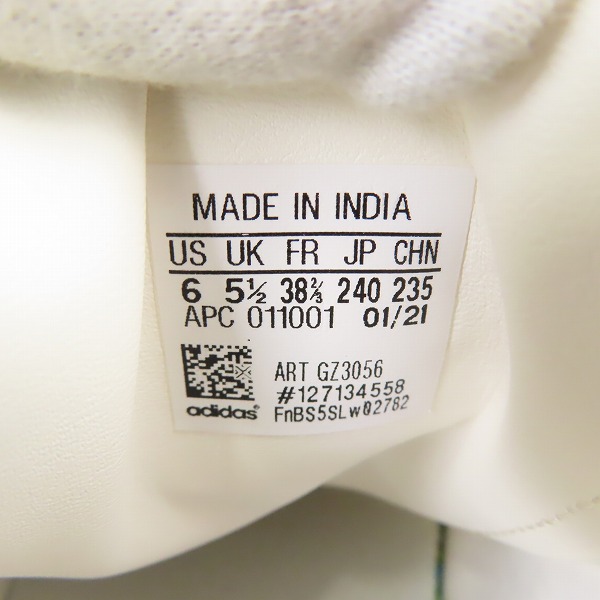 MADE IN INDIA
US UK FR JP CHN
6 5½ 38⅔ 240 235
APC 011001 01/21
ART GZ3056
#127134558
adidas® FnBS5SLw02782